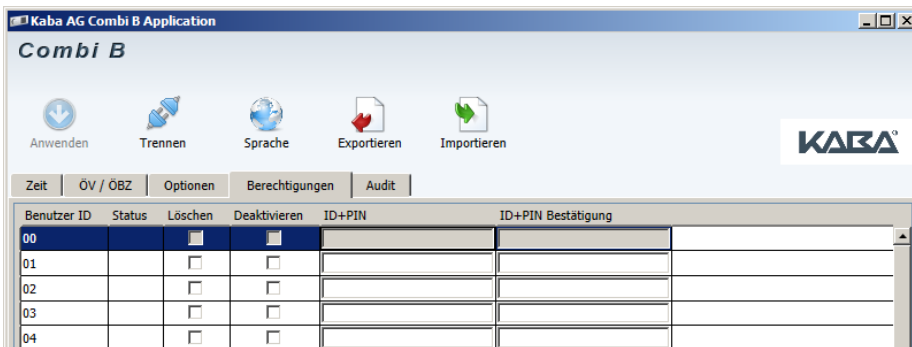 Kaba AG Combi B Application
Combi B
Anwenden Trennen Sprache Exportieren Importieren
KABA®
Zeit ÖV / ÖBZ Optionen Berechtigungen Audit
Benutzer ID Status Löschen Deaktivieren ID+PIN ID+PIN Bestätigung
00
01
02
03
04